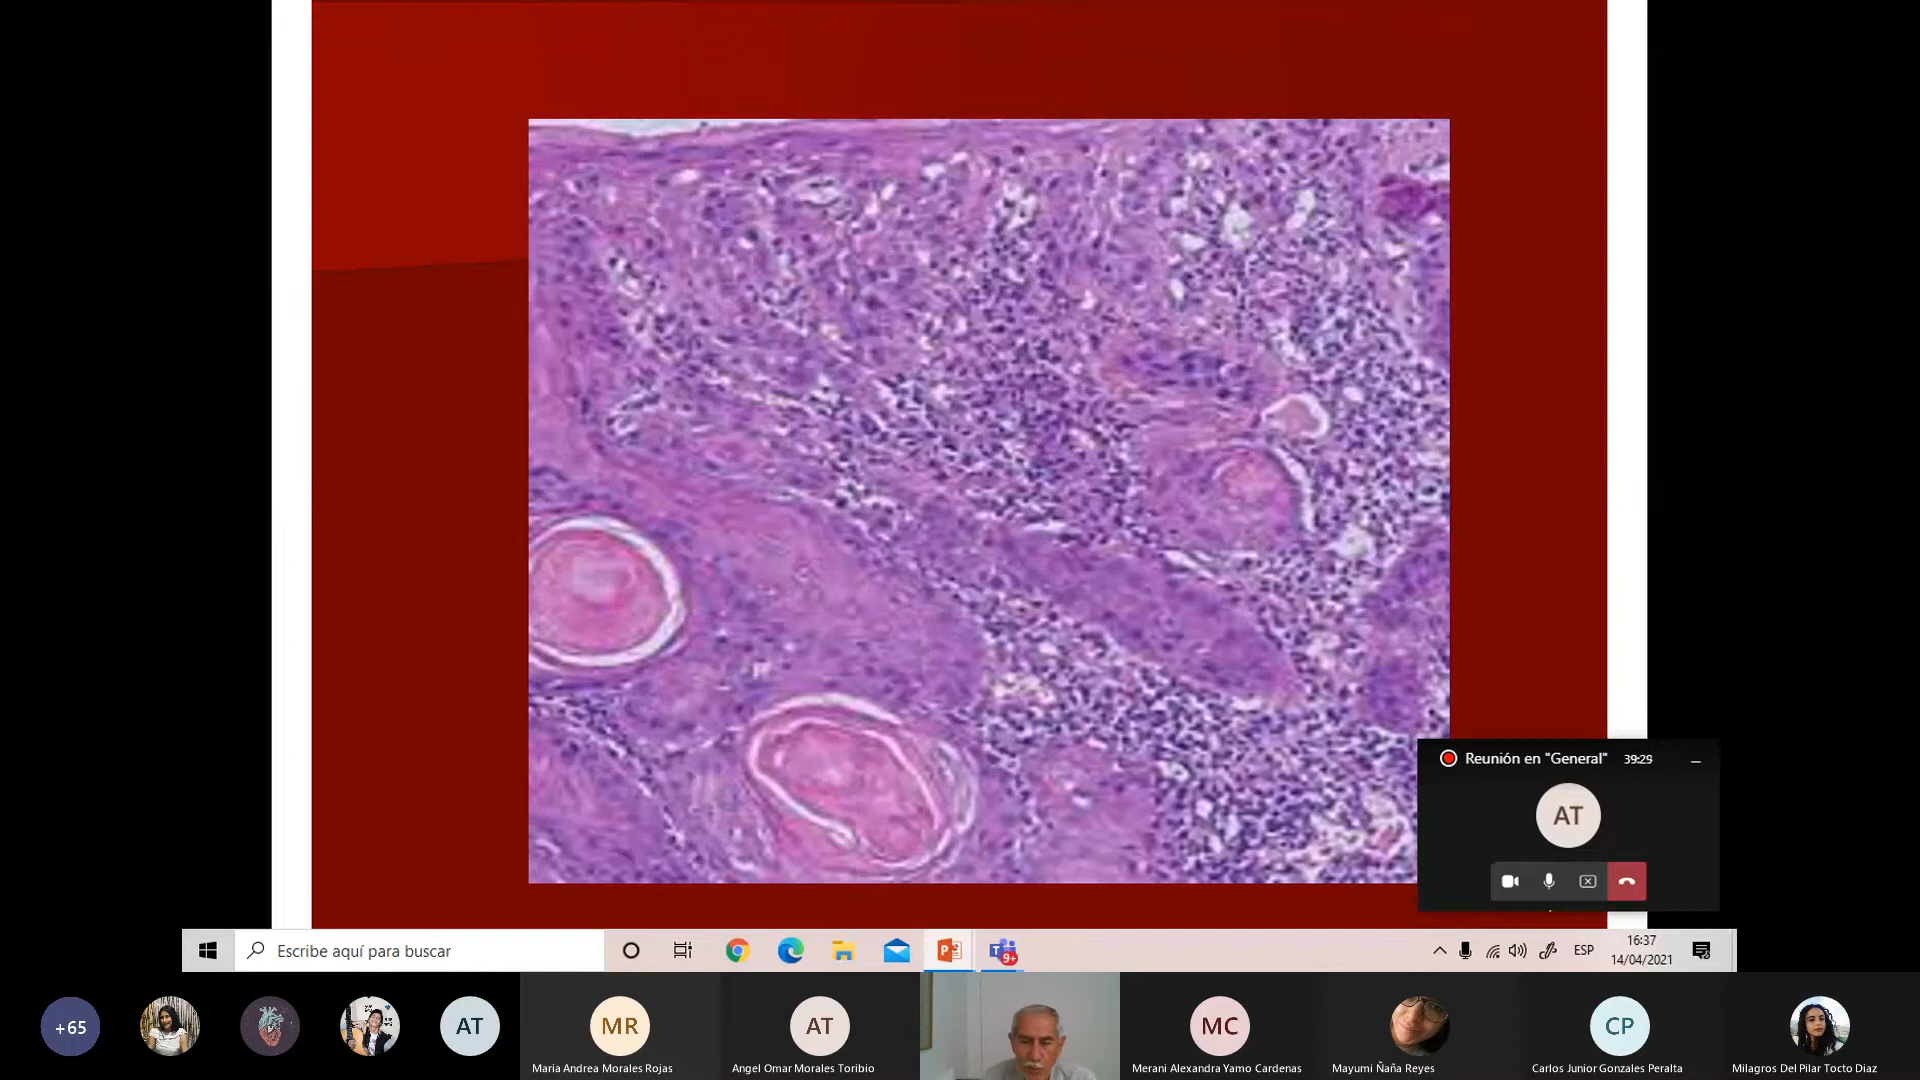 Reunión en "General" 39:29
AT
Escribe aquí para buscar
9+
ESP
16:37
14/04/2021
+65
AT
MR
AT
MC
CP
Maria Andrea Morales Rojas
Angel Omar Morales Toribio
Merani Alexandra Yamo Cardenas
Mayumi Ñaña Reyes
Carlos Junior Gonzales Peralta
Milagros Del Pilar Tocto Diaz